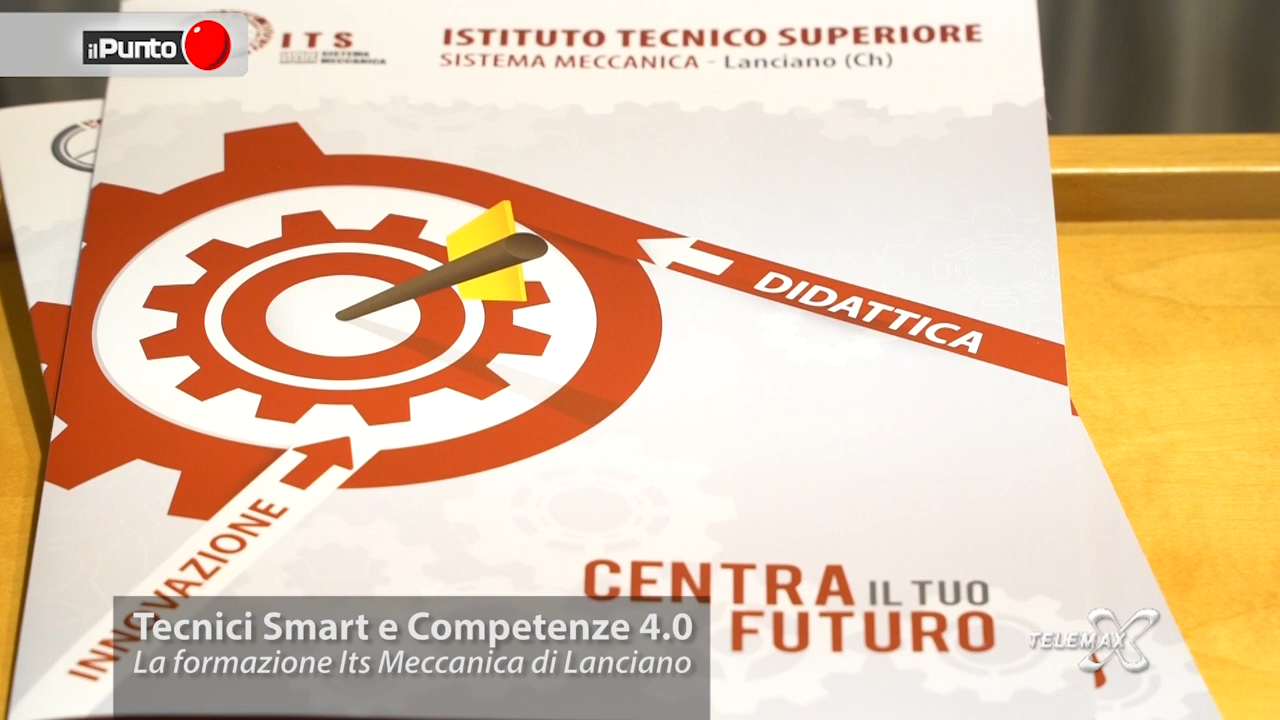 ilPunto
ITS
SISTEMA
MECCANICA
ISTITUTO TECNICO SUPERIORE
SISTEMA MECCANICA - Lanciano (Ch)
DIDATTICA
INNOVAZIONE
CENTRA IL TUO
FUTURO
Tecnici Smart e Competenze 4.0
La formazione Its Meccanica di Lanciano
TELEMAX